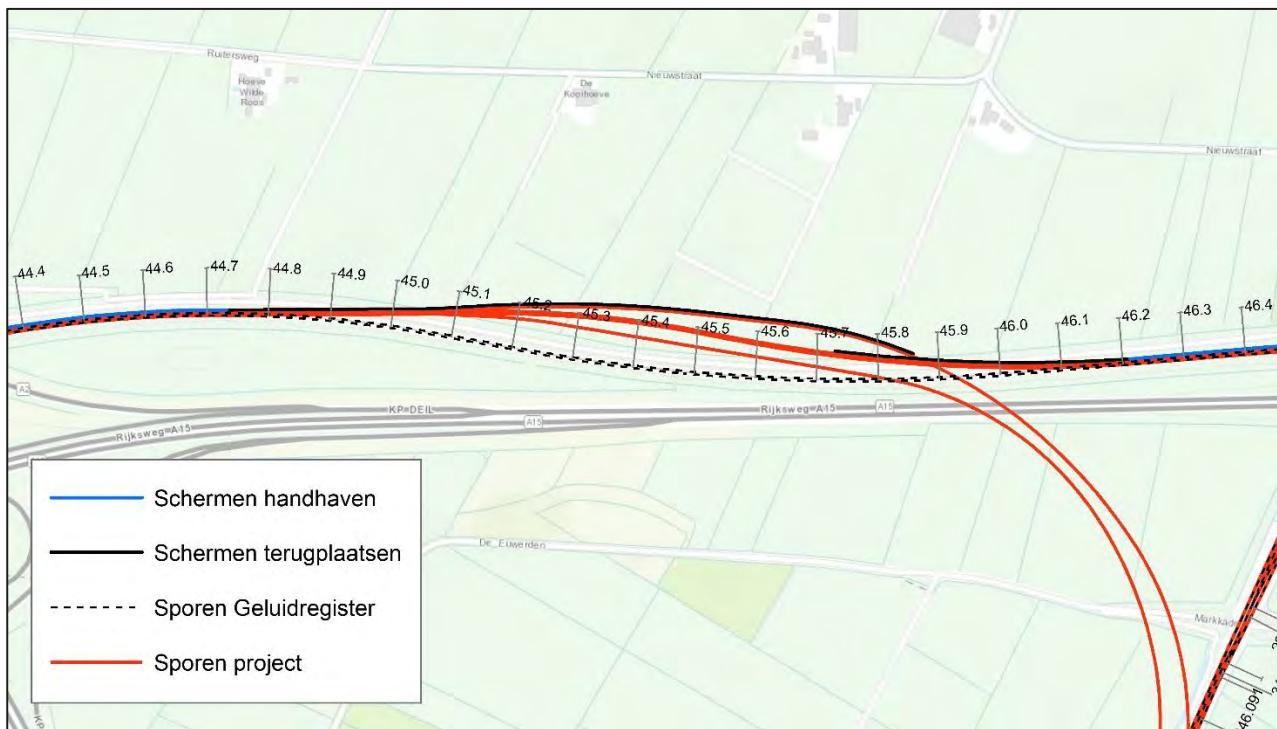 Ruitersweg
Nieuwstraat
Hoeve
Wilde
Roos
De
Kooihoeve
Nieuwstraat
44.4
44.5
44.6
44.7
44.8
44.9
45.0
45.1
45.2
45.3
45.4
45.5
45.6
45.7
45.8
45.9
46.0
46.1
46.2
46.3
46.4
A2
KP-DEIL
Rijksweg-A15
A15
Rijksweg-A15
A15
Schermen handhaven
Schermen terugplaatsen
Sporen Geluidregister
Sporen project
De Euwerden
46.091